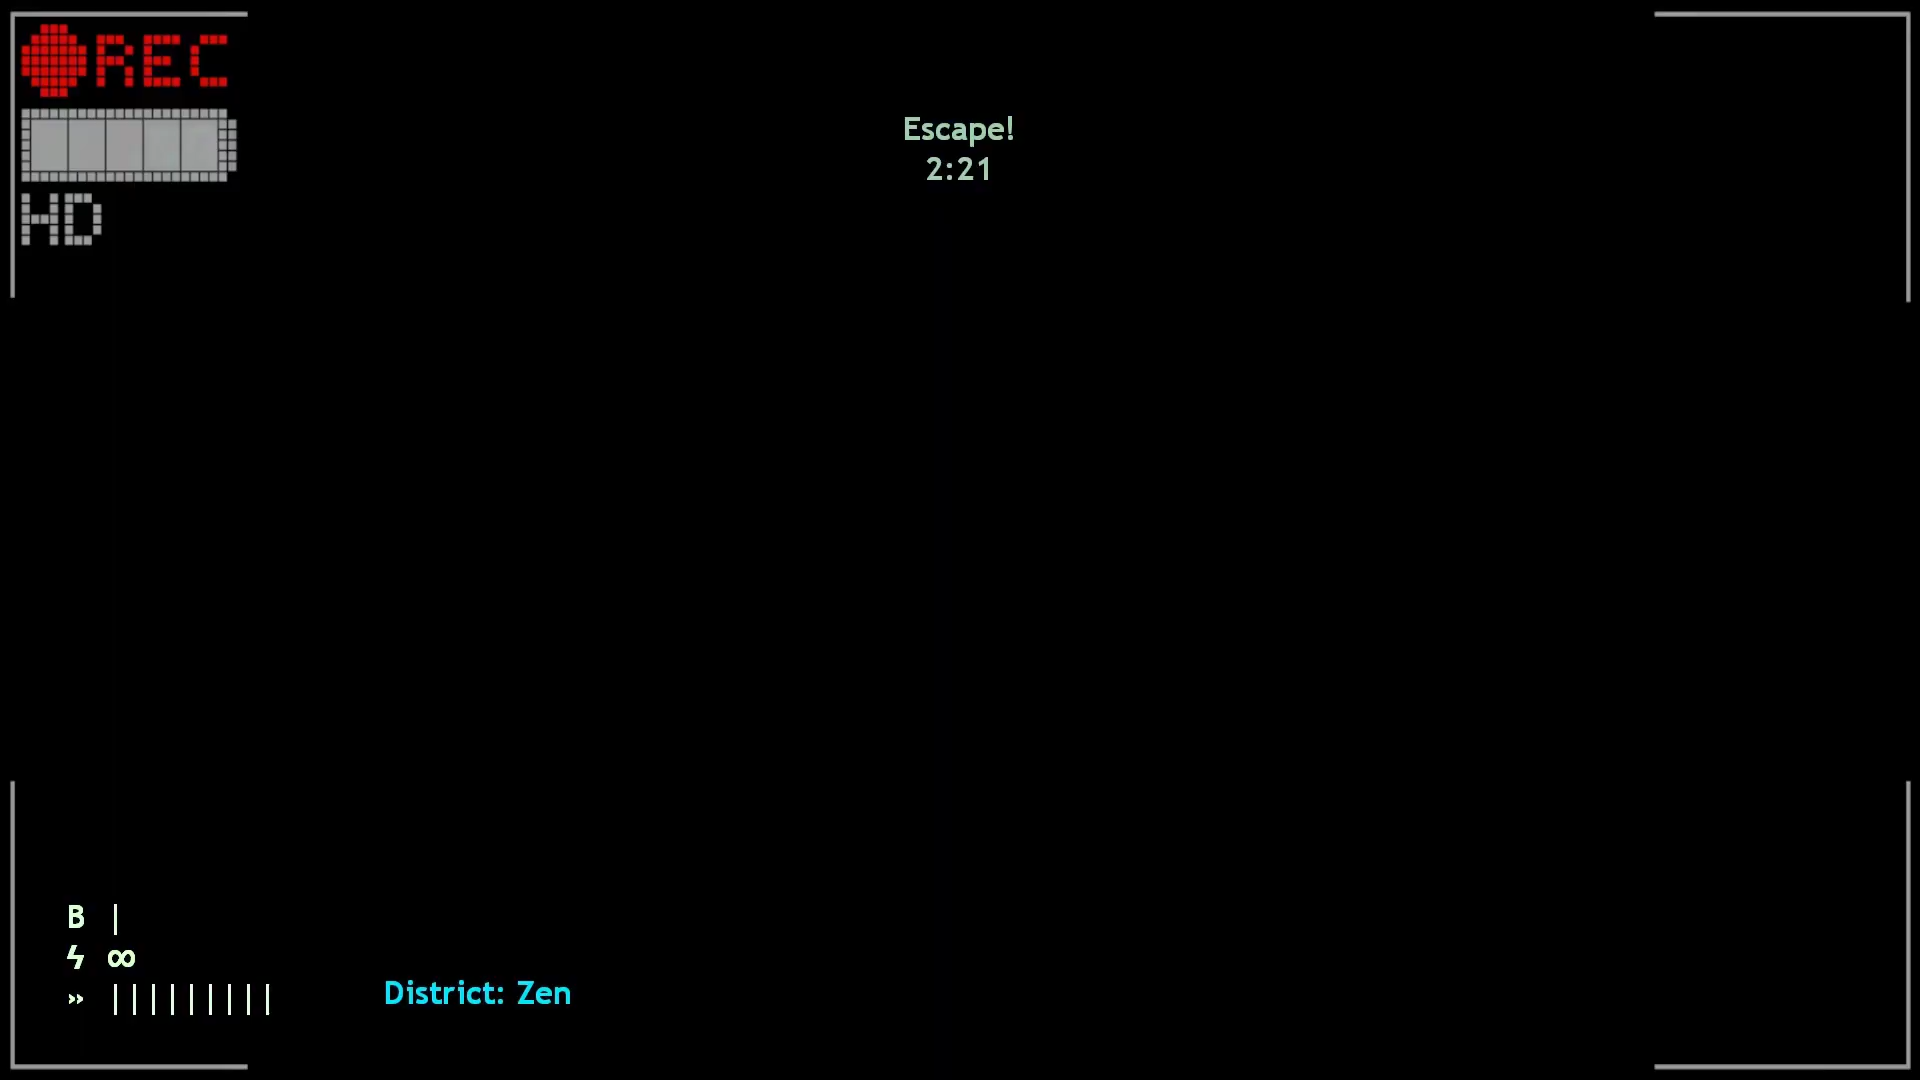 REC
HD
Escape!
2:21
B |
ϟ ∞
» |||||||||
District: Zen